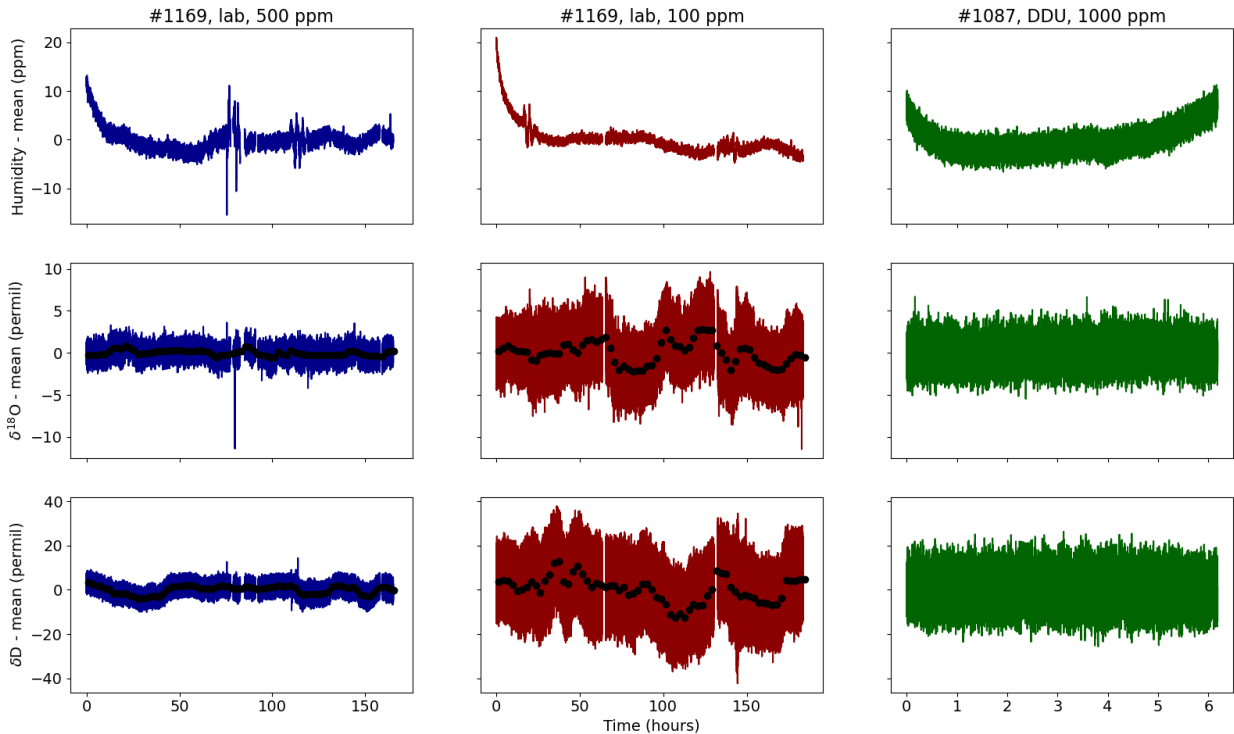 #1169, lab, 500 ppm
#1169, lab, 100 ppm
#1087, DDU, 1000 ppm
Humidity - mean (ppm)
20
10
0
−10
δ¹⁸O - mean (permil)
10
5
0
−5
−10
δD - mean (permil)
40
20
0
−20
−40
0 50 100 150
0 50 100 150
0 1 2 3 4 5 6
Time (hours)